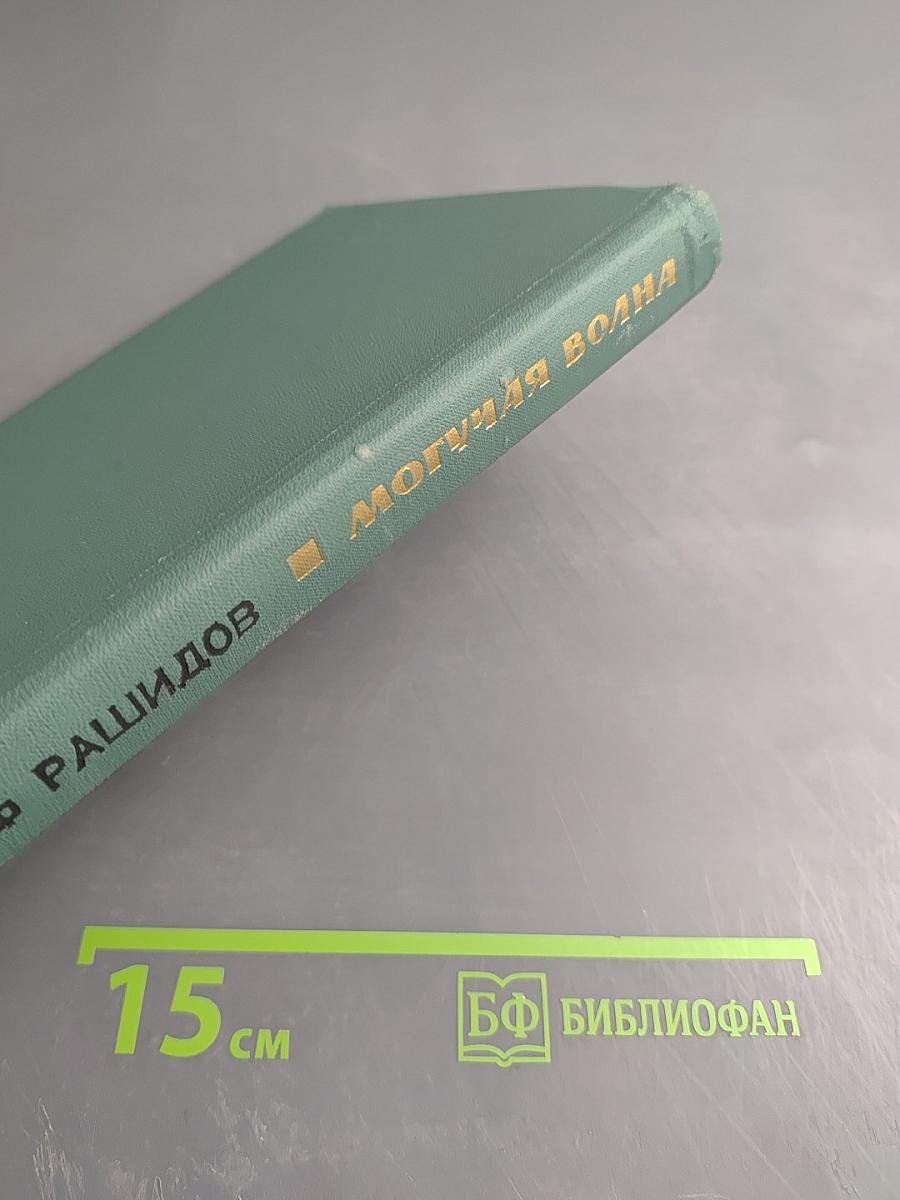 Ф РАШИДОВ МОГУЧАЯ ВОЛНА
15 см
БФ БИБЛИОФАН